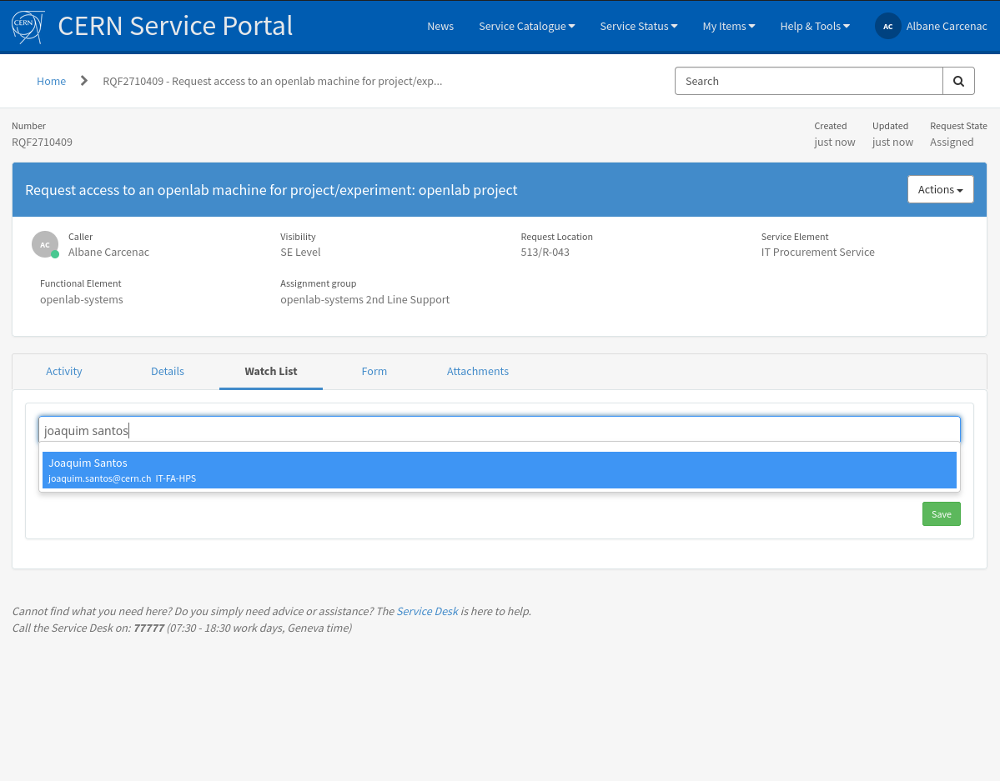 CERN CERN Service Portal News Service Catalogue Service Status My Items Help & Tools AC Albane Carcenac
Home RQF2710409 - Request access to an openlab machine for project/exp... Search
Number Created Updated Request State
RQF2710409 just now just now Assigned
Request access to an openlab machine for project/experiment: openlab project Actions
AC
Caller Visibility Request Location Service Element
Albane Carcenac SE Level 513/R-043 IT Procurement Service
Functional Element Assignment group
openlab-systems openlab-systems 2nd Line Support
Activity Details Watch List Form Attachments
joaquim santos
Joaquim Santos
joaquim.santos@cern.ch IT-FA-HPS
Save
Cannot find what you need here? Do you simply need advice or assistance? The Service Desk is here to help.
Call the Service Desk on: 77777 (07:30 - 18:30 work days, Geneva time)